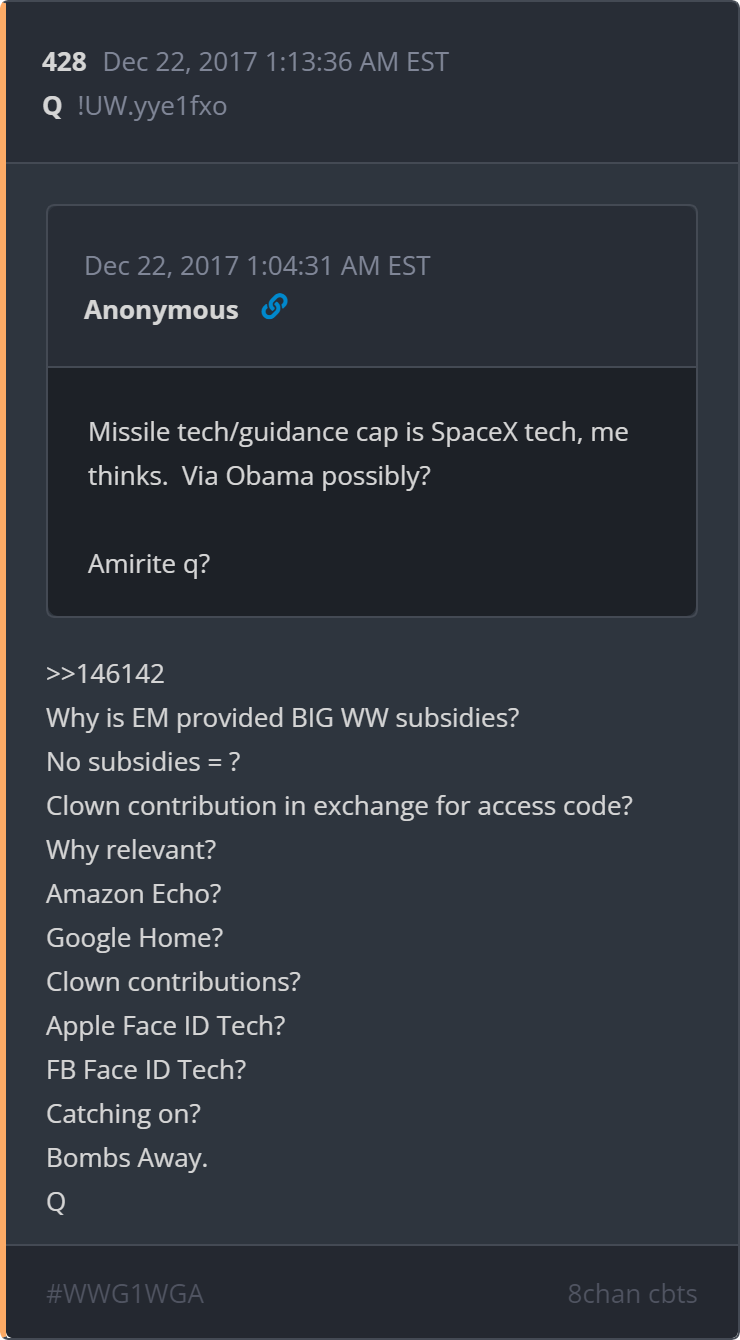 428 Dec 22, 2017 1:13:36 AM EST
Q !UW.yye1fxo
Dec 22, 2017 1:04:31 AM EST
Anonymous
Missile tech/guidance cap is SpaceX tech, me
thinks.  Via Obama possibly?
Amirite q?
>>146142
Why is EM provided BIG WW subsidies?
No subsidies = ?
Clown contribution in exchange for access code?
Why relevant?
Amazon Echo?
Google Home?
Clown contributions?
Apple Face ID Tech?
FB Face ID Tech?
Catching on?
Bombs Away.
Q
#WWG1WGA 8chan cbts